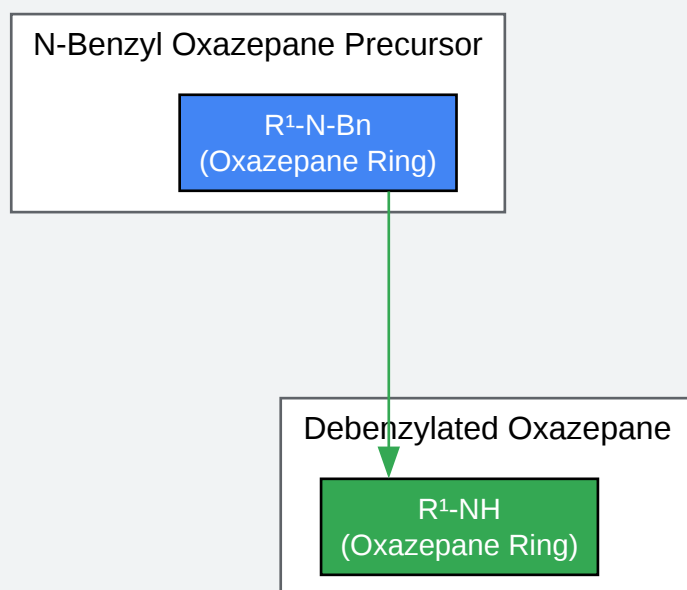 N-Benzyl Oxazepane Precursor
R¹-N-Bn
(Oxazepane Ring)
Debenzylated Oxazepane
R¹-NH
(Oxazepane Ring)